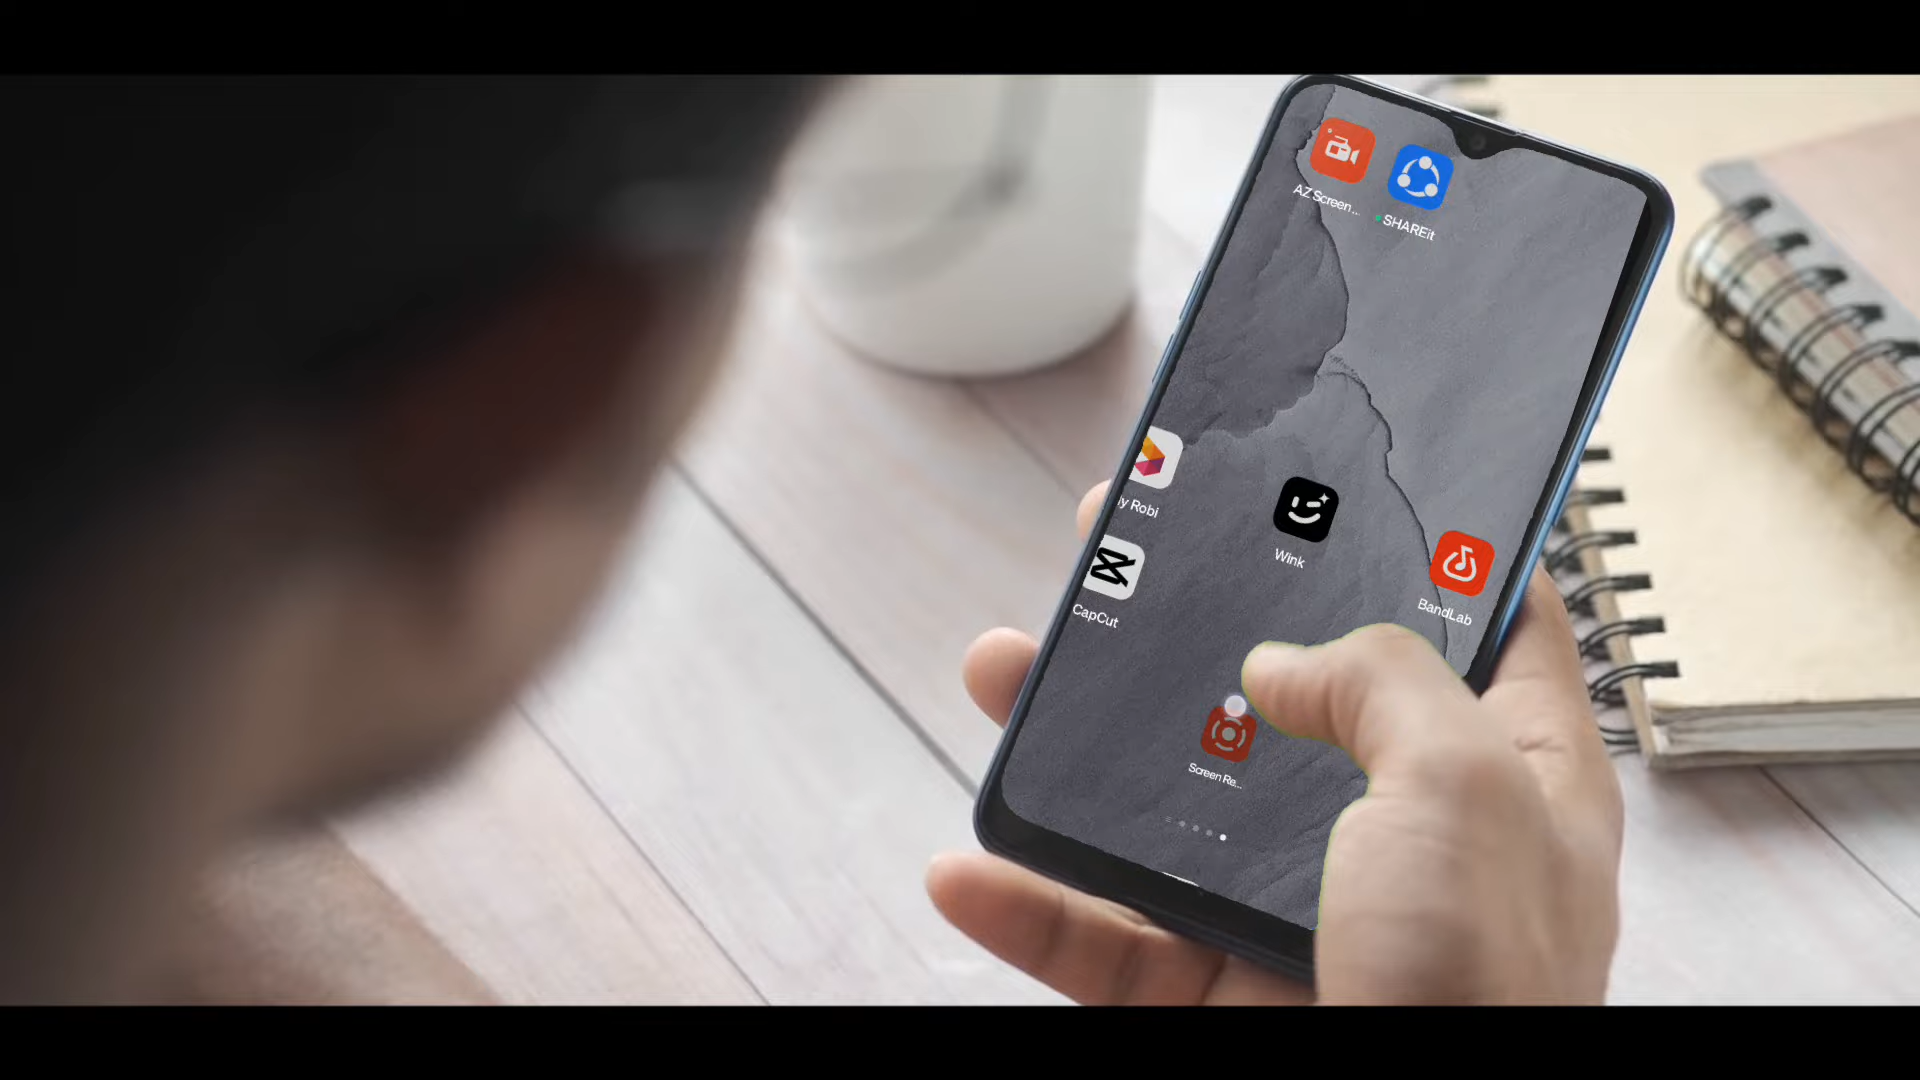 AZ Screen...
SHAREit
y Robi
Wink
CapCut
BandLab
Screen Re...